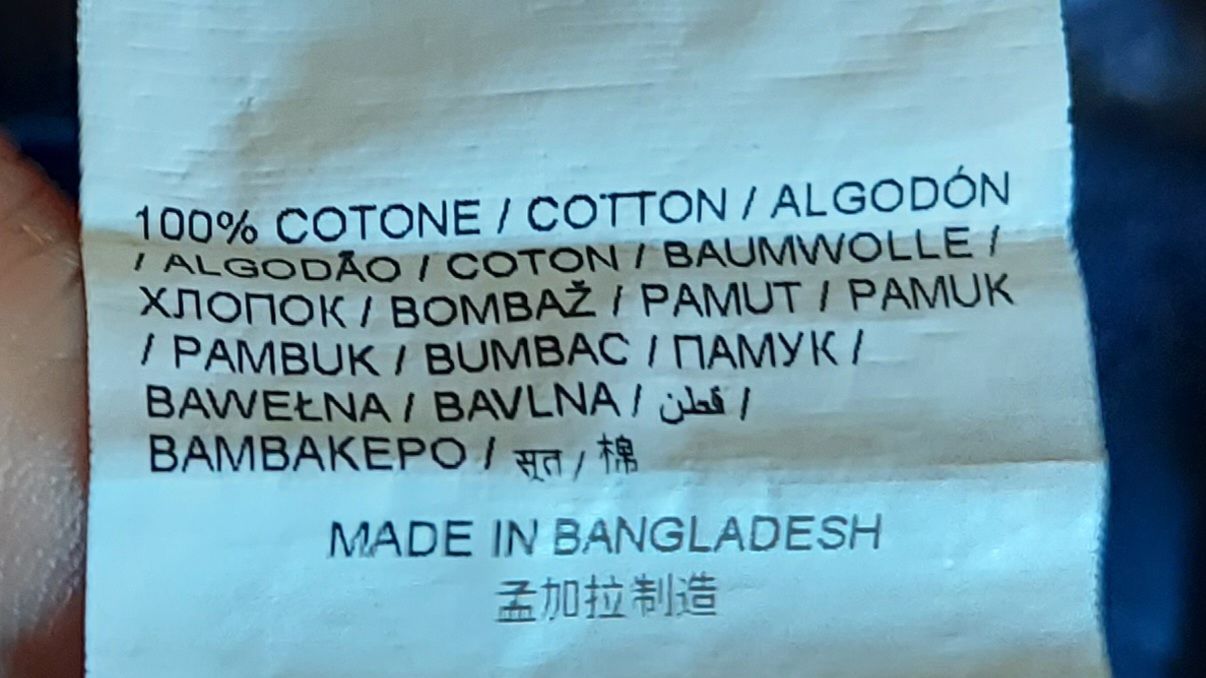 100% COTONE / COTTON / ALGODÓN
/ ALGODÃO / COTON / BAUMWOLLE /
ХЛОПОК / BOMBAŽ / PAMUT / PAMUK
/ PAMBUK / BUMBAC / ПАМУК /
BAWEŁNA / BAVLNA / قطن /
BAMBAKEPO / सूत / 棉
MADE IN BANGLADESH
孟加拉制造